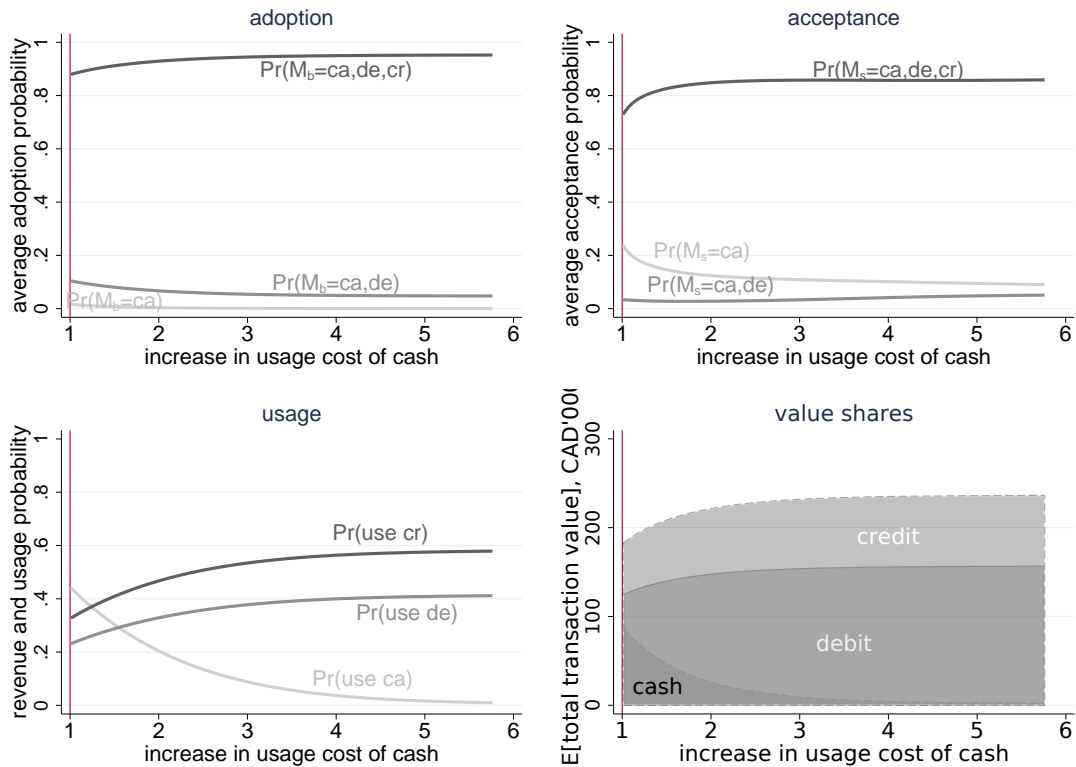 adoption
average adoption probability
0 .2 .4 .6 .8 1
Pr(M_b=ca,de,cr)
Pr(M_b=ca,de)
Pr(M_b=ca)
1 2 3 4 5 6
increase in usage cost of cash
acceptance
average acceptance probability
0 .2 .4 .6 .8 1
Pr(M_s=ca,de,cr)
Pr(M_s=ca)
Pr(M_s=ca,de)
1 2 3 4 5 6
increase in usage cost of cash
usage
revenue and usage probability
0 .2 .4 .6 .8 1
Pr(use cr)
Pr(use de)
Pr(use ca)
1 2 3 4 5 6
increase in usage cost of cash
value shares
E[total transaction value], CAD'00
0 100 200 300
credit
debit
cash
1 2 3 4 5 6
increase in usage cost of cash